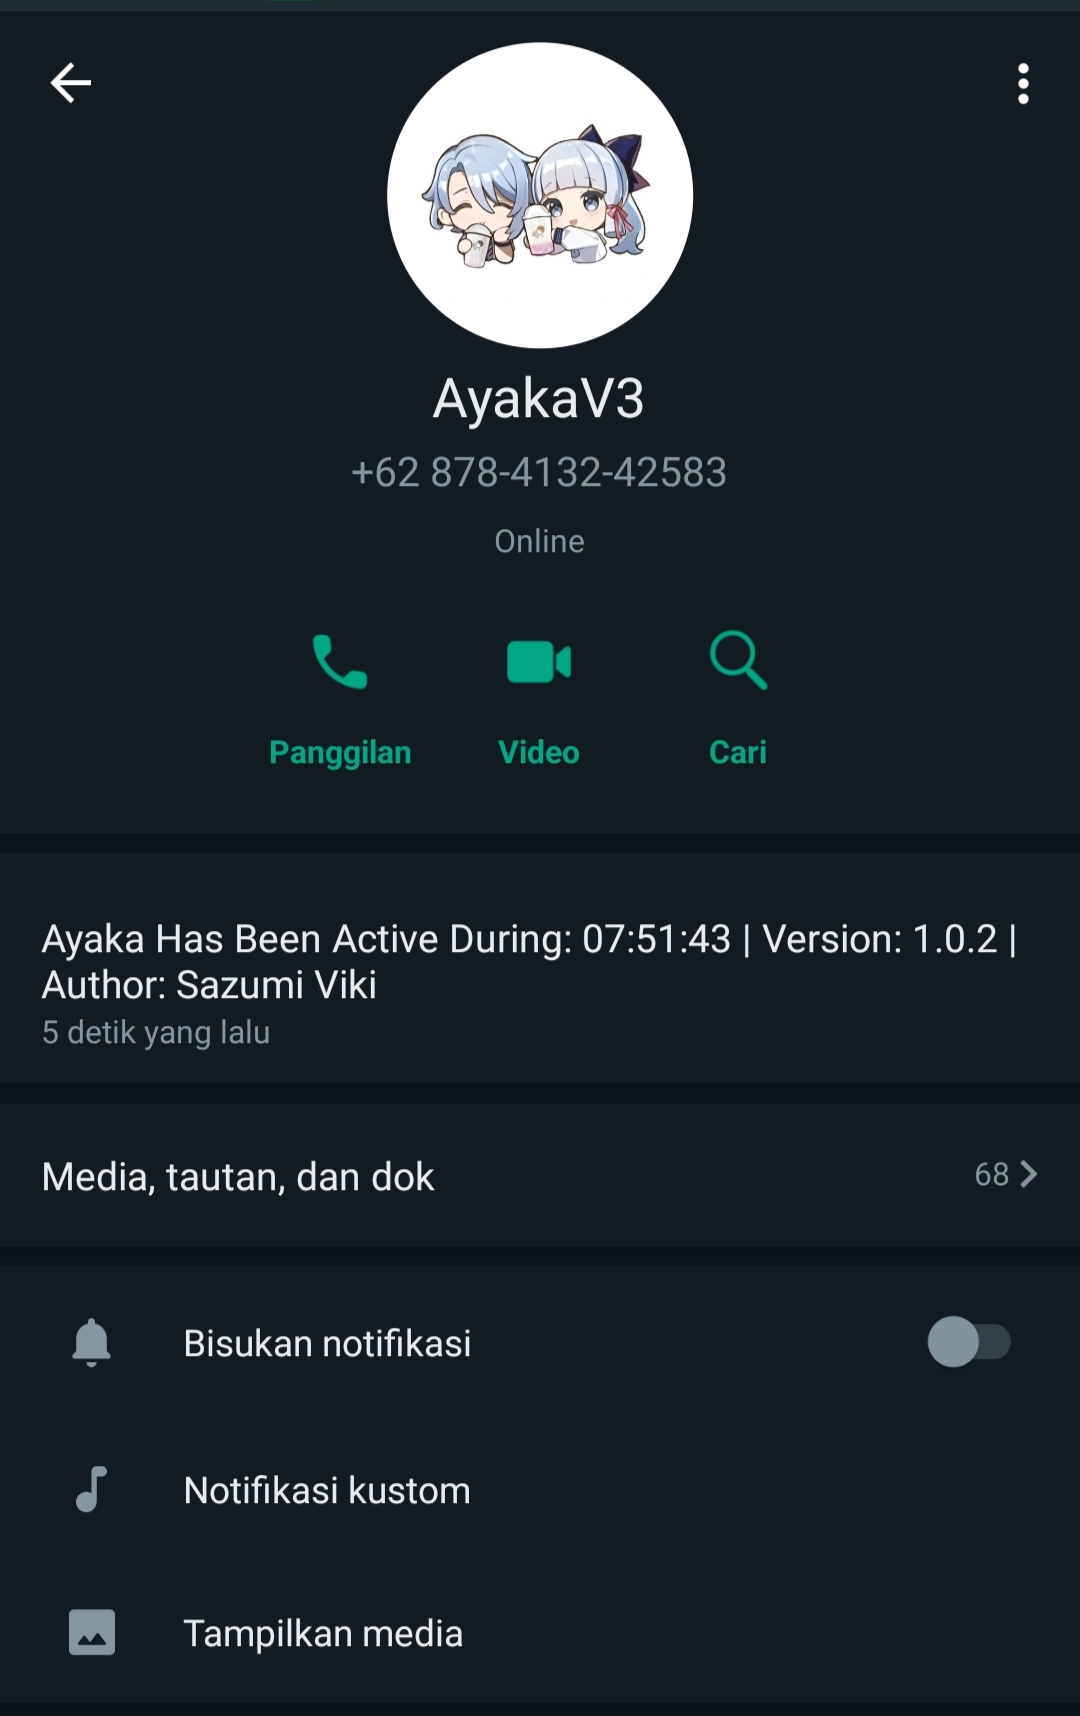 AyakaV3
+62 878-4132-42583
Online
Panggilan Video Cari
Ayaka Has Been Active During: 07:51:43 | Version: 1.0.2 |
Author: Sazumi Viki
5 detik yang lalu
Media, tautan, dan dok 68
Bisukan notifikasi
Notifikasi kustom
Tampilkan media